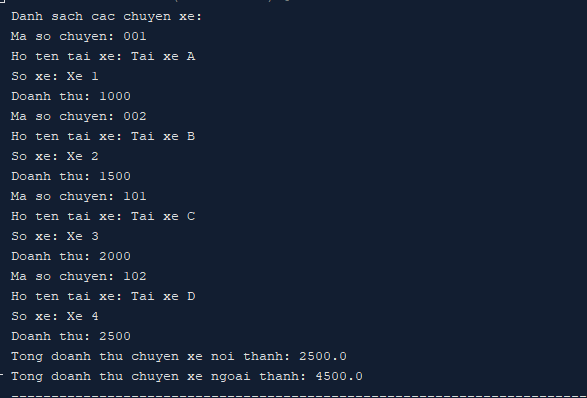 Danh sach cac chuyen xe:
Ma so chuyen: 001
Ho ten tai xe: Tai xe A
So xe: Xe 1
Doanh thu: 1000
Ma so chuyen: 002
Ho ten tai xe: Tai xe B
So xe: Xe 2
Doanh thu: 1500
Ma so chuyen: 101
Ho ten tai xe: Tai xe C
So xe: Xe 3
Doanh thu: 2000
Ma so chuyen: 102
Ho ten tai xe: Tai xe D
So xe: Xe 4
Doanh thu: 2500
Tong doanh thu chuyen xe noi thanh: 2500.0
Tong doanh thu chuyen xe ngoai thanh: 4500.0